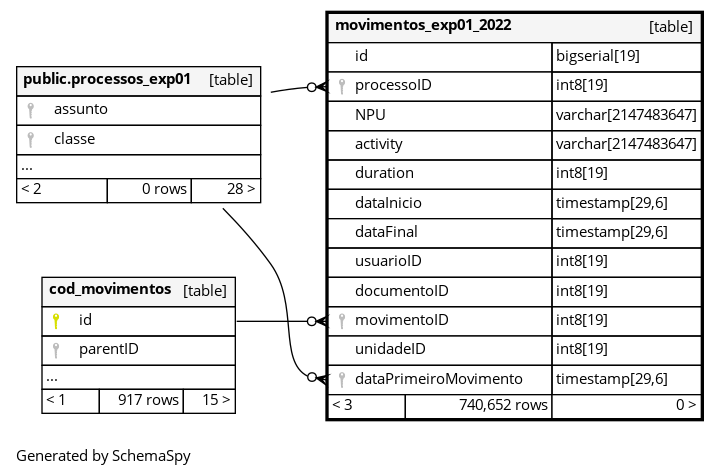 public.processos_exp01 [table]
assunto
classe
...
< 2 0 rows 28 >
cod_movimentos [table]
id
parentID
...
< 1 917 rows 15 >
movimentos_exp01_2022 [table]
id bigserial[19]
processoID int8[19]
NPU varchar[2147483647]
activity varchar[2147483647]
duration int8[19]
dataInicio timestamp[29,6]
dataFinal timestamp[29,6]
usuarioID int8[19]
documentoID int8[19]
movimentoID int8[19]
unidadeID int8[19]
dataPrimeiroMovimento timestamp[29,6]
< 3 740,652 rows 0 >
Generated by SchemaSpy